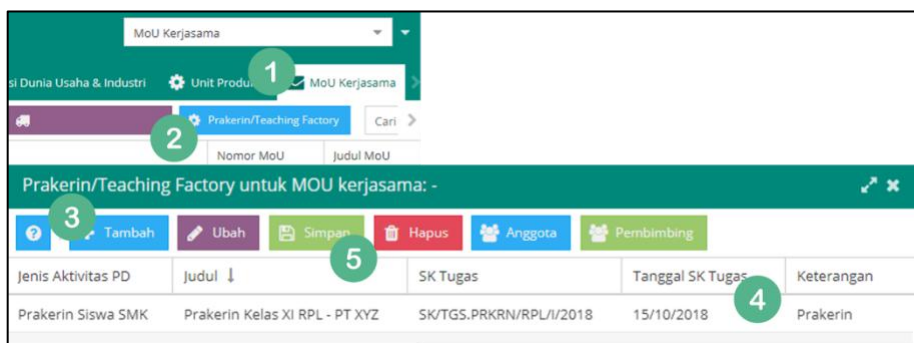 MoU Kerjasama
si Dunia Usaha & Industri Unit Produ 1 MoU Kerjasama
2 Prakerin/Teaching Factory Cari
Nomor MoU Judul MoU
Prakerin/Teaching Factory untuk MOU kerjasama: -
? 3 Tambah Ubah Simpan Hapus Anggota Pembimbing
5
Jenis Aktivitas PD Judul ↓ SK Tugas Tanggal SK Tugas Keterangan
4
Prakerin Siswa SMK Prakerin Kelas XI RPL - PT XYZ SK/TGS.PRKRN/RPL/I/2018 15/10/2018 Prakerin